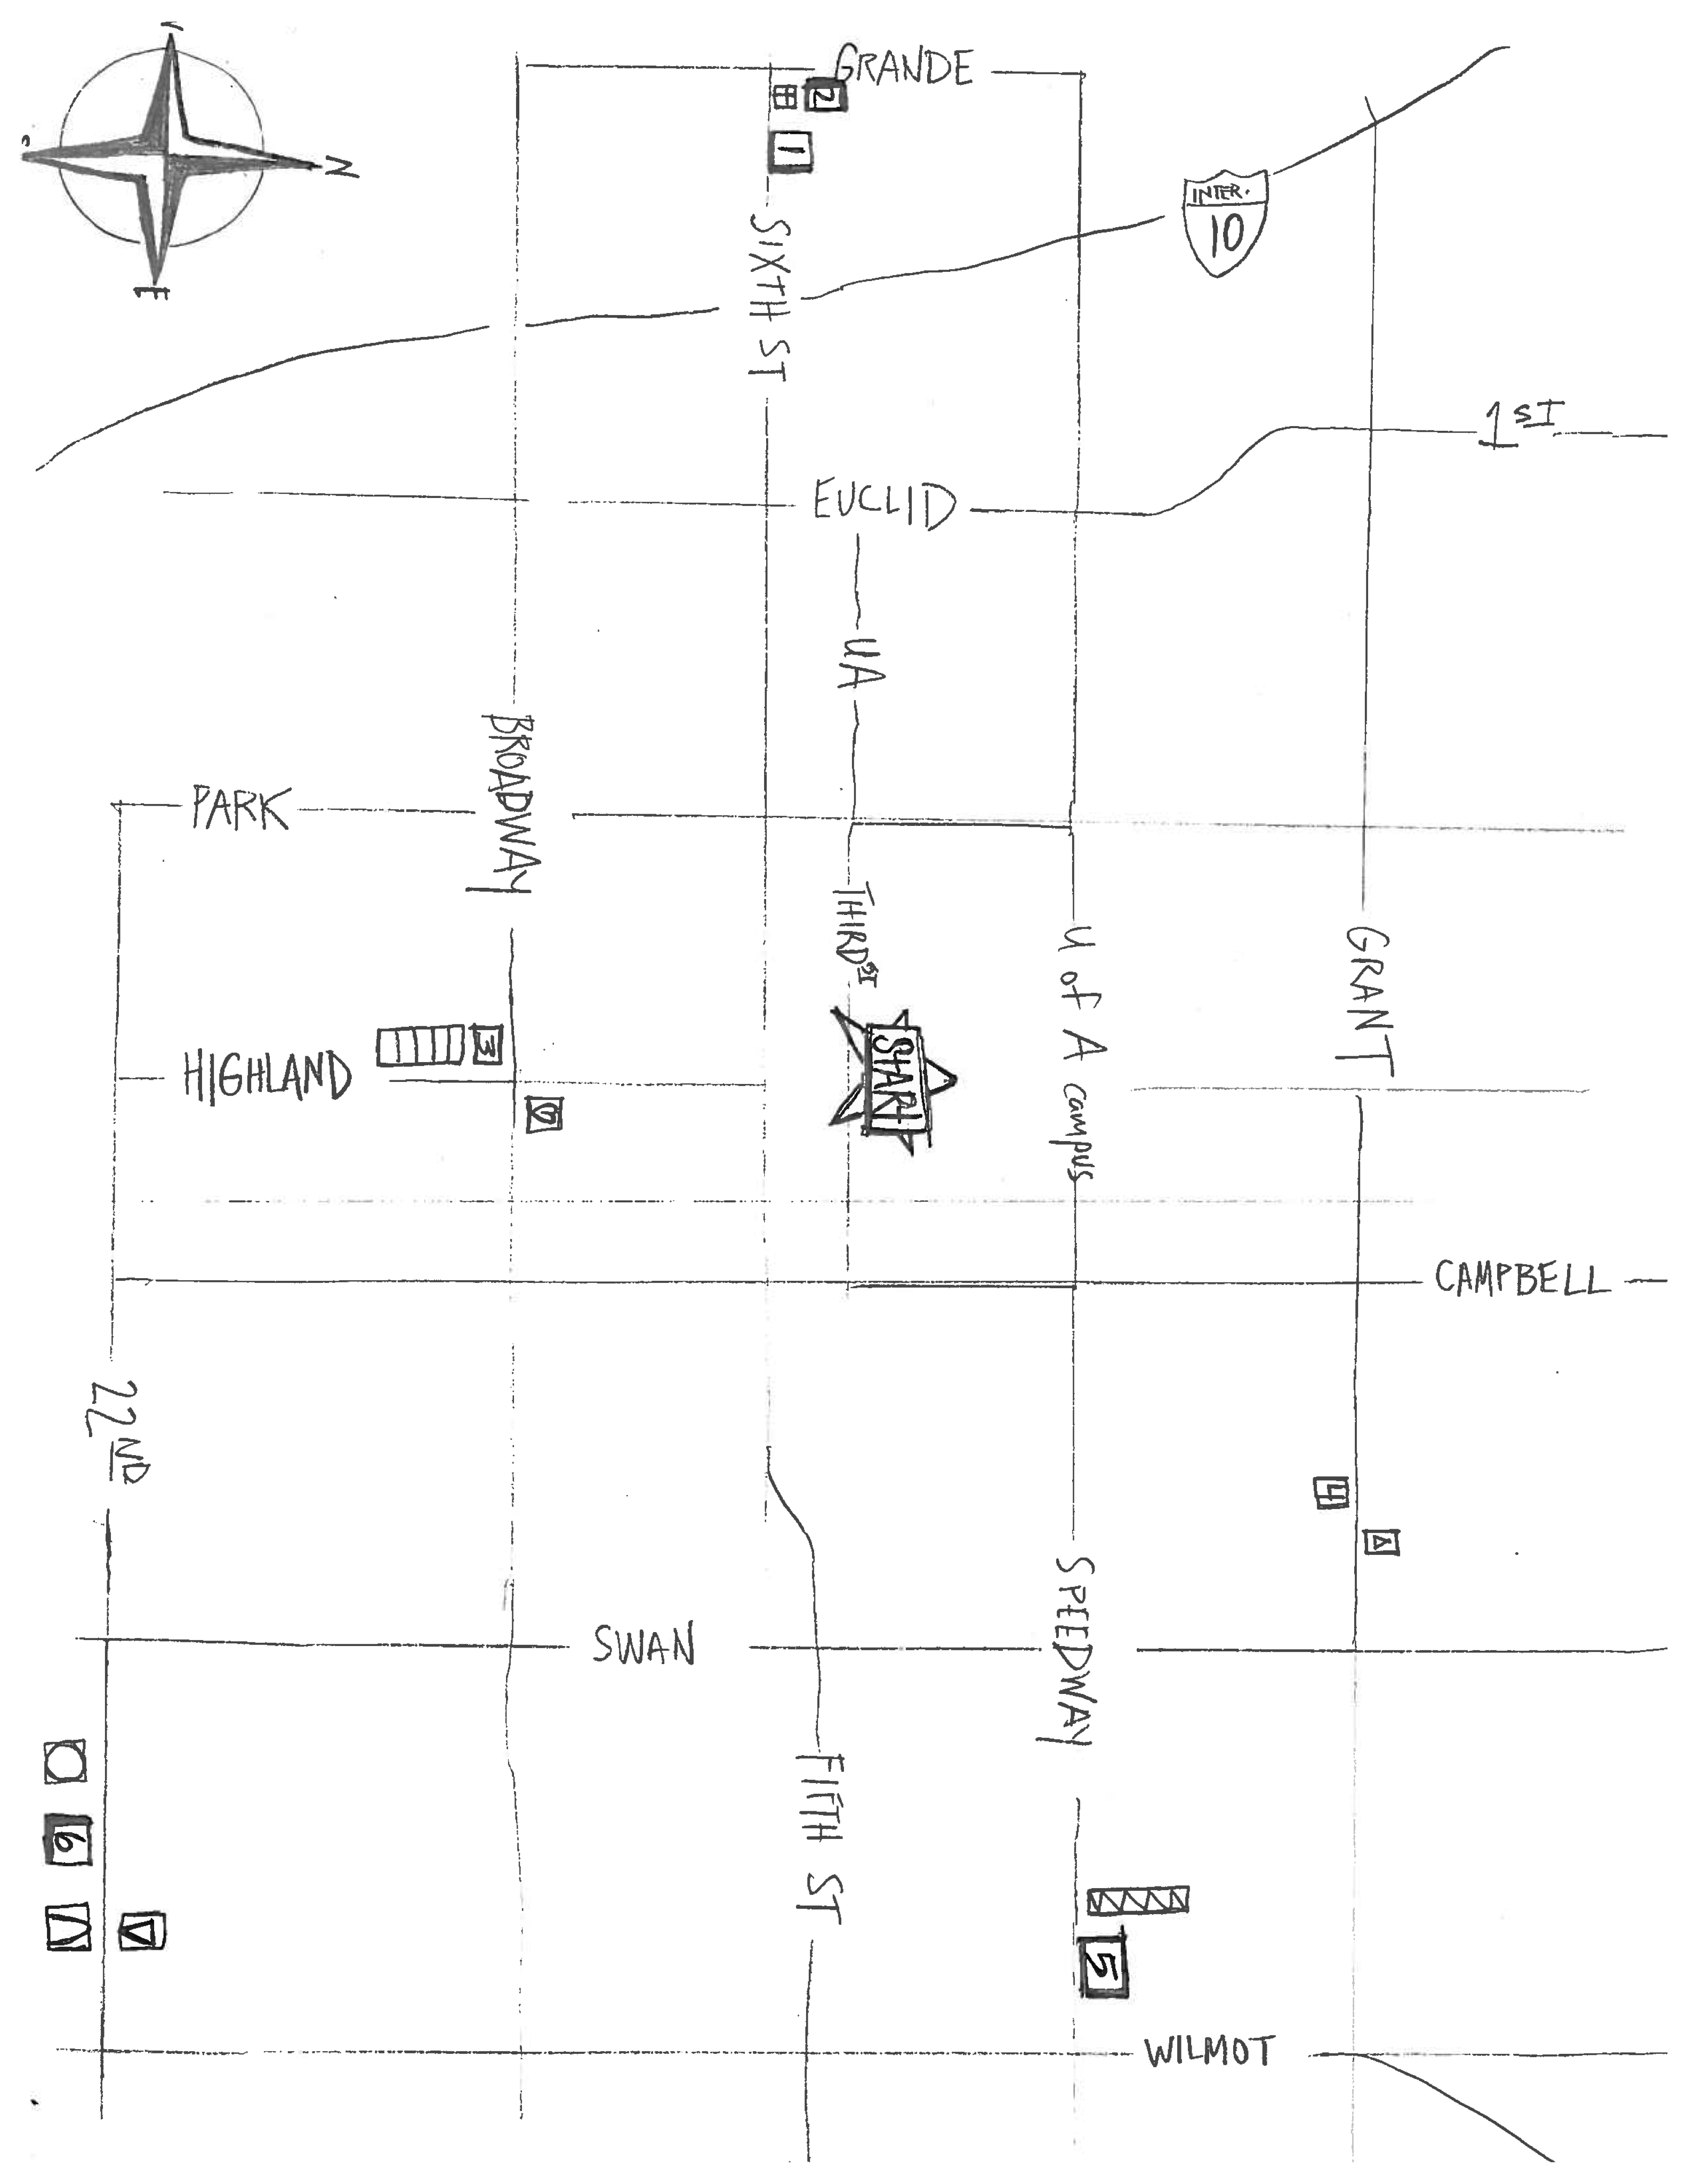 GRANDE
2
1
INTER.
10
N
E
SIXTH ST
1ST
EUCLID
UA
BROADWAY
PARK
THIRD ST
U of A campus
GRANT
START
3
HIGHLAND
CAMPBELL
22ND
4
SPEEDWAY
SWAN
FIFTH ST
6
5
WILMOT